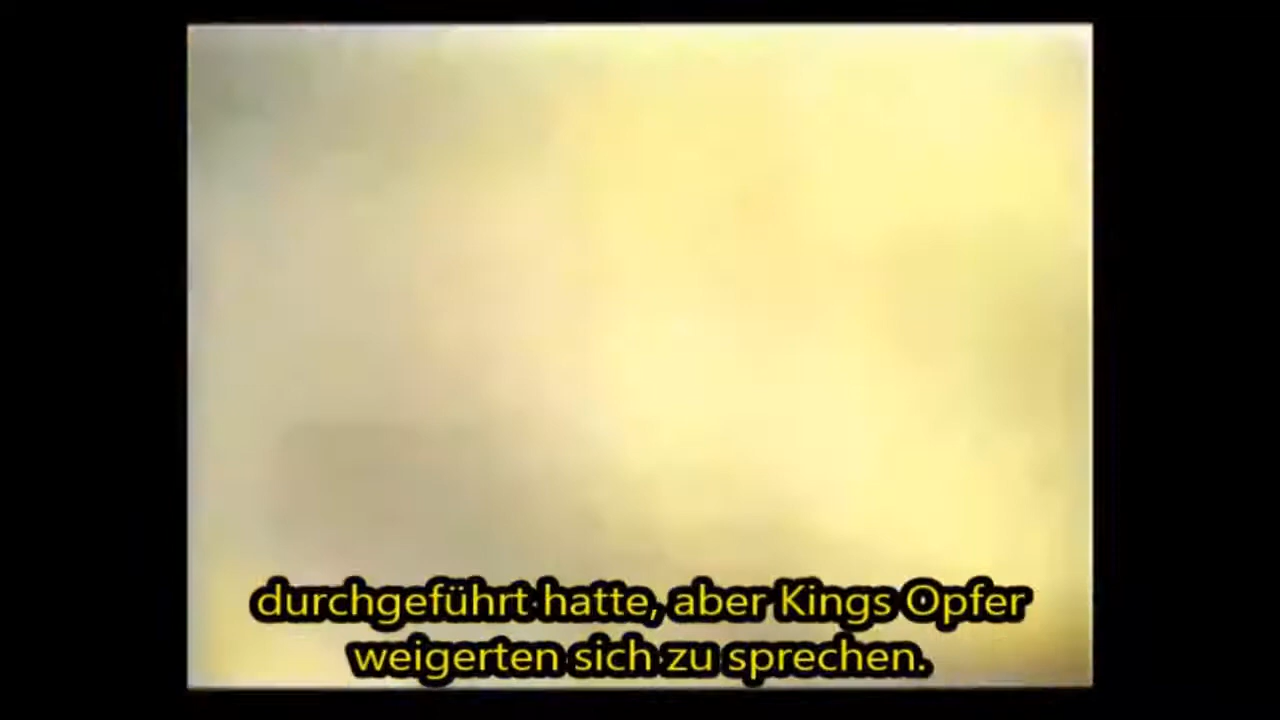 durchgeführt hatte, aber Kings Opfer
weigerten sich zu sprechen.